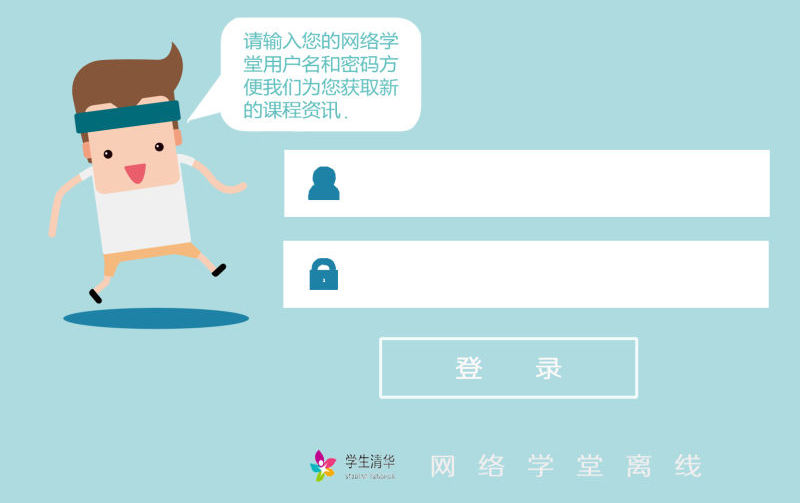 请输入您的网络学
堂用户名和密码方
便我们为您获取新
的课程资讯.
登 录
学生清华
网络学堂离线